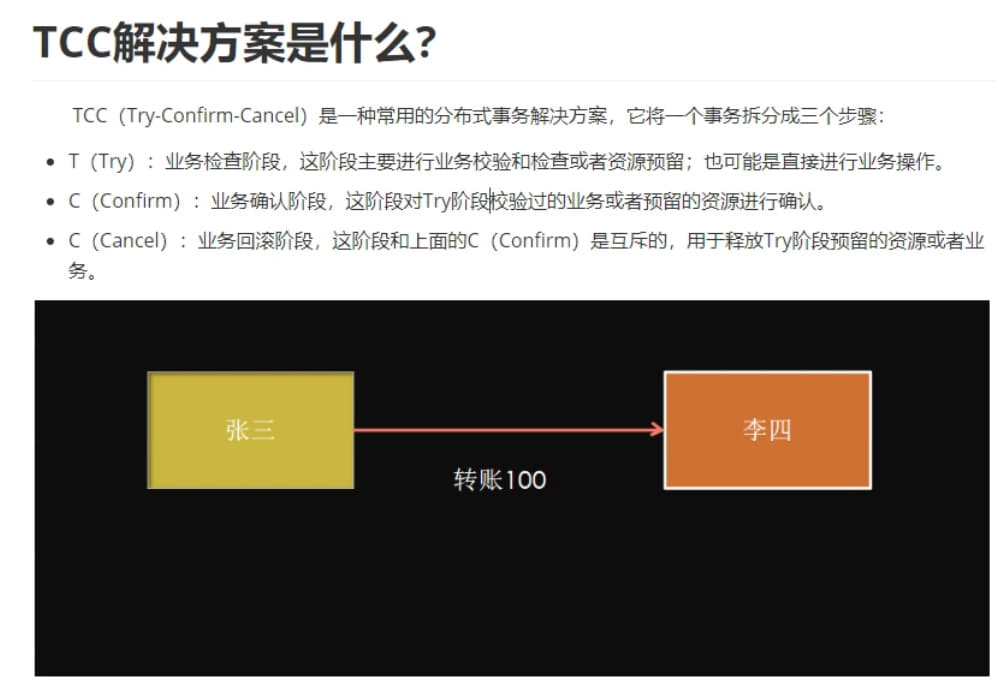 TCC解决方案是什么?
TCC（Try-Confirm-Cancel）是一种常用的分布式事务解决方案，它将一个事务拆分成三个步骤：
• T（Try）：业务检查阶段，这阶段主要进行业务校验和检查或者资源预留；也可能是直接进行业务操作。
• C（Confirm）：业务确认阶段，这阶段对Try阶段校验过的业务或者预留的资源进行确认。
• C（Cancel）：业务回滚阶段，这阶段和上面的C（Confirm）是互斥的，用于释放Try阶段预留的资源或者业
务。
张三
李四
转账100